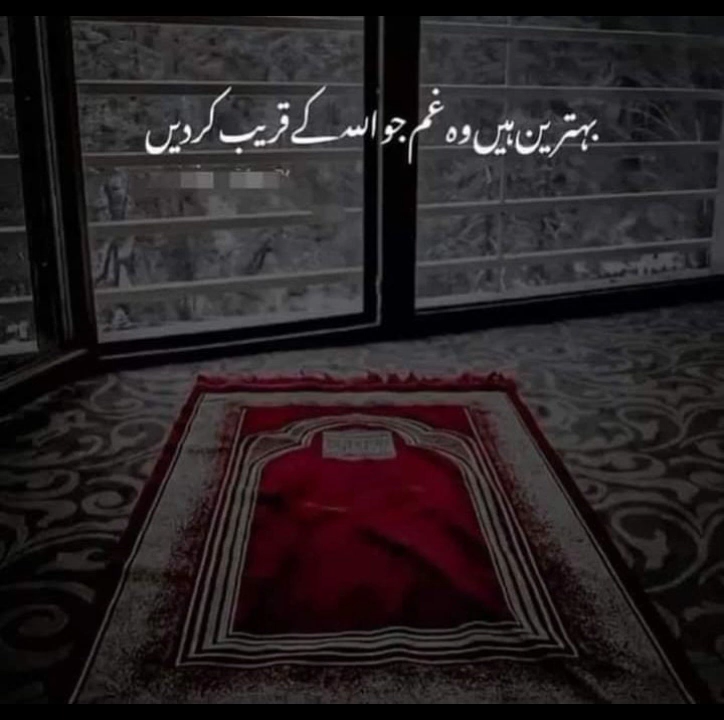 بہترین ہیں وہ غم جو اللہ کے قریب کردیں